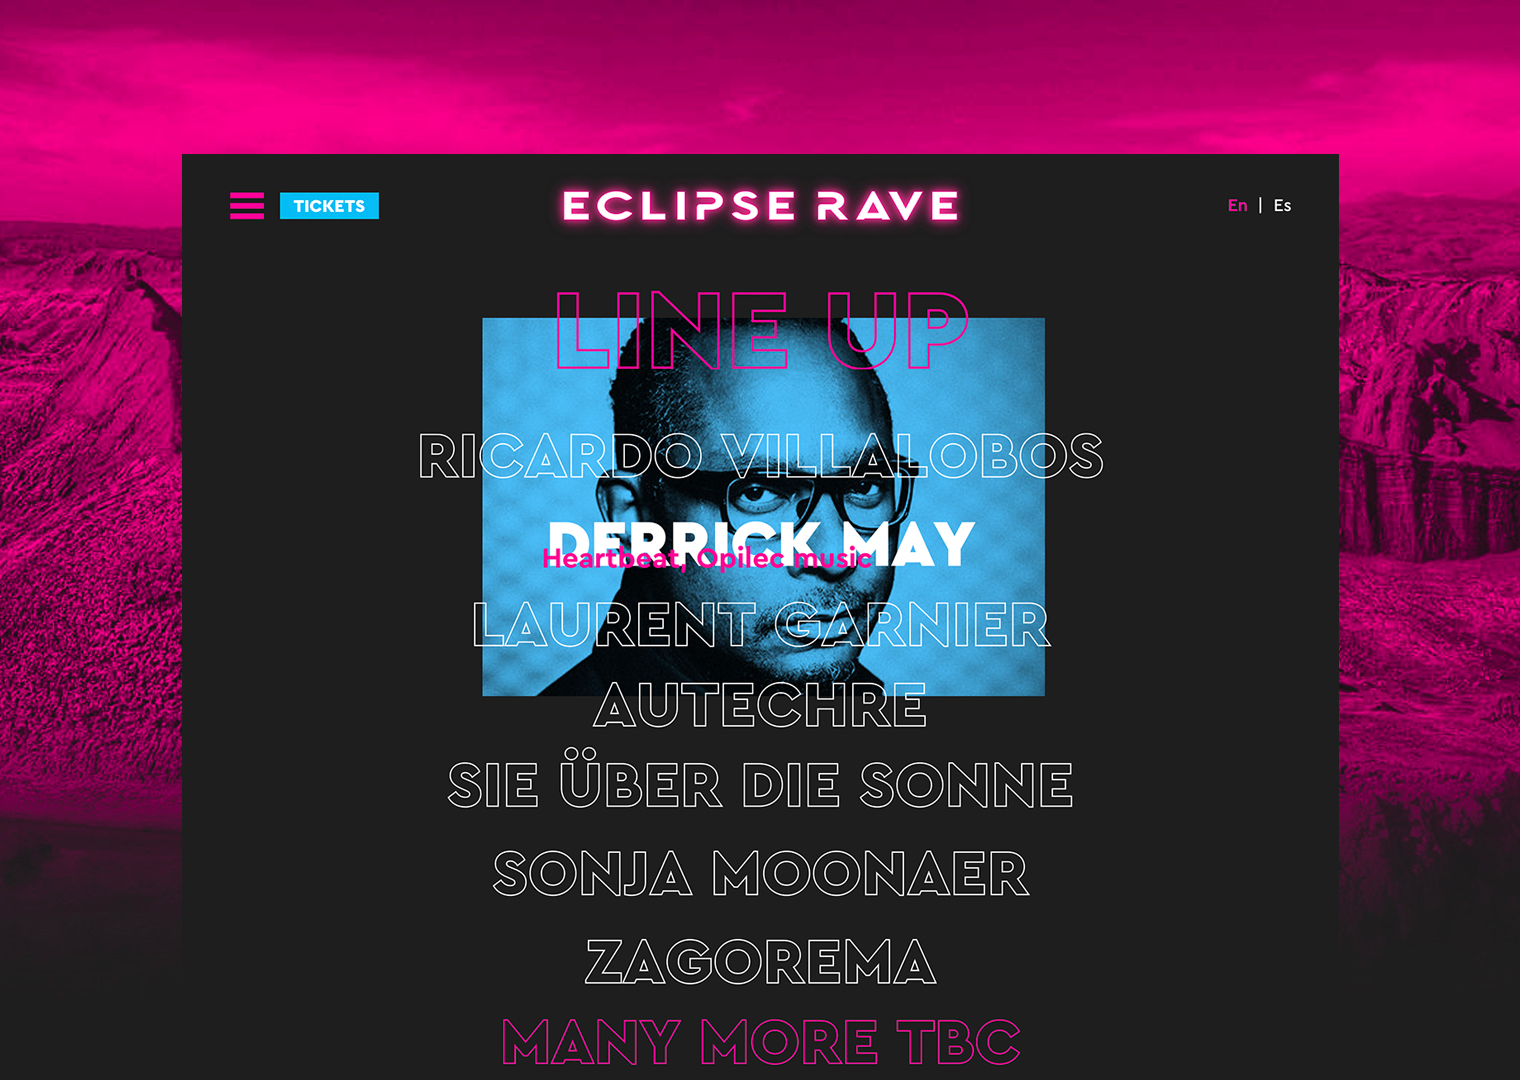 TICKETS
ECLIPSE RAVE
En | Es
LINE UP
RICARDO VILLALOBOS
DERRICK MAY
Heartbeat, Opilec music
LAURENT GARNIER
AUTECHRE
SIE ÜBER DIE SONNE
SONJA MOONAER
ZAGOREMA
MANY MORE TBC